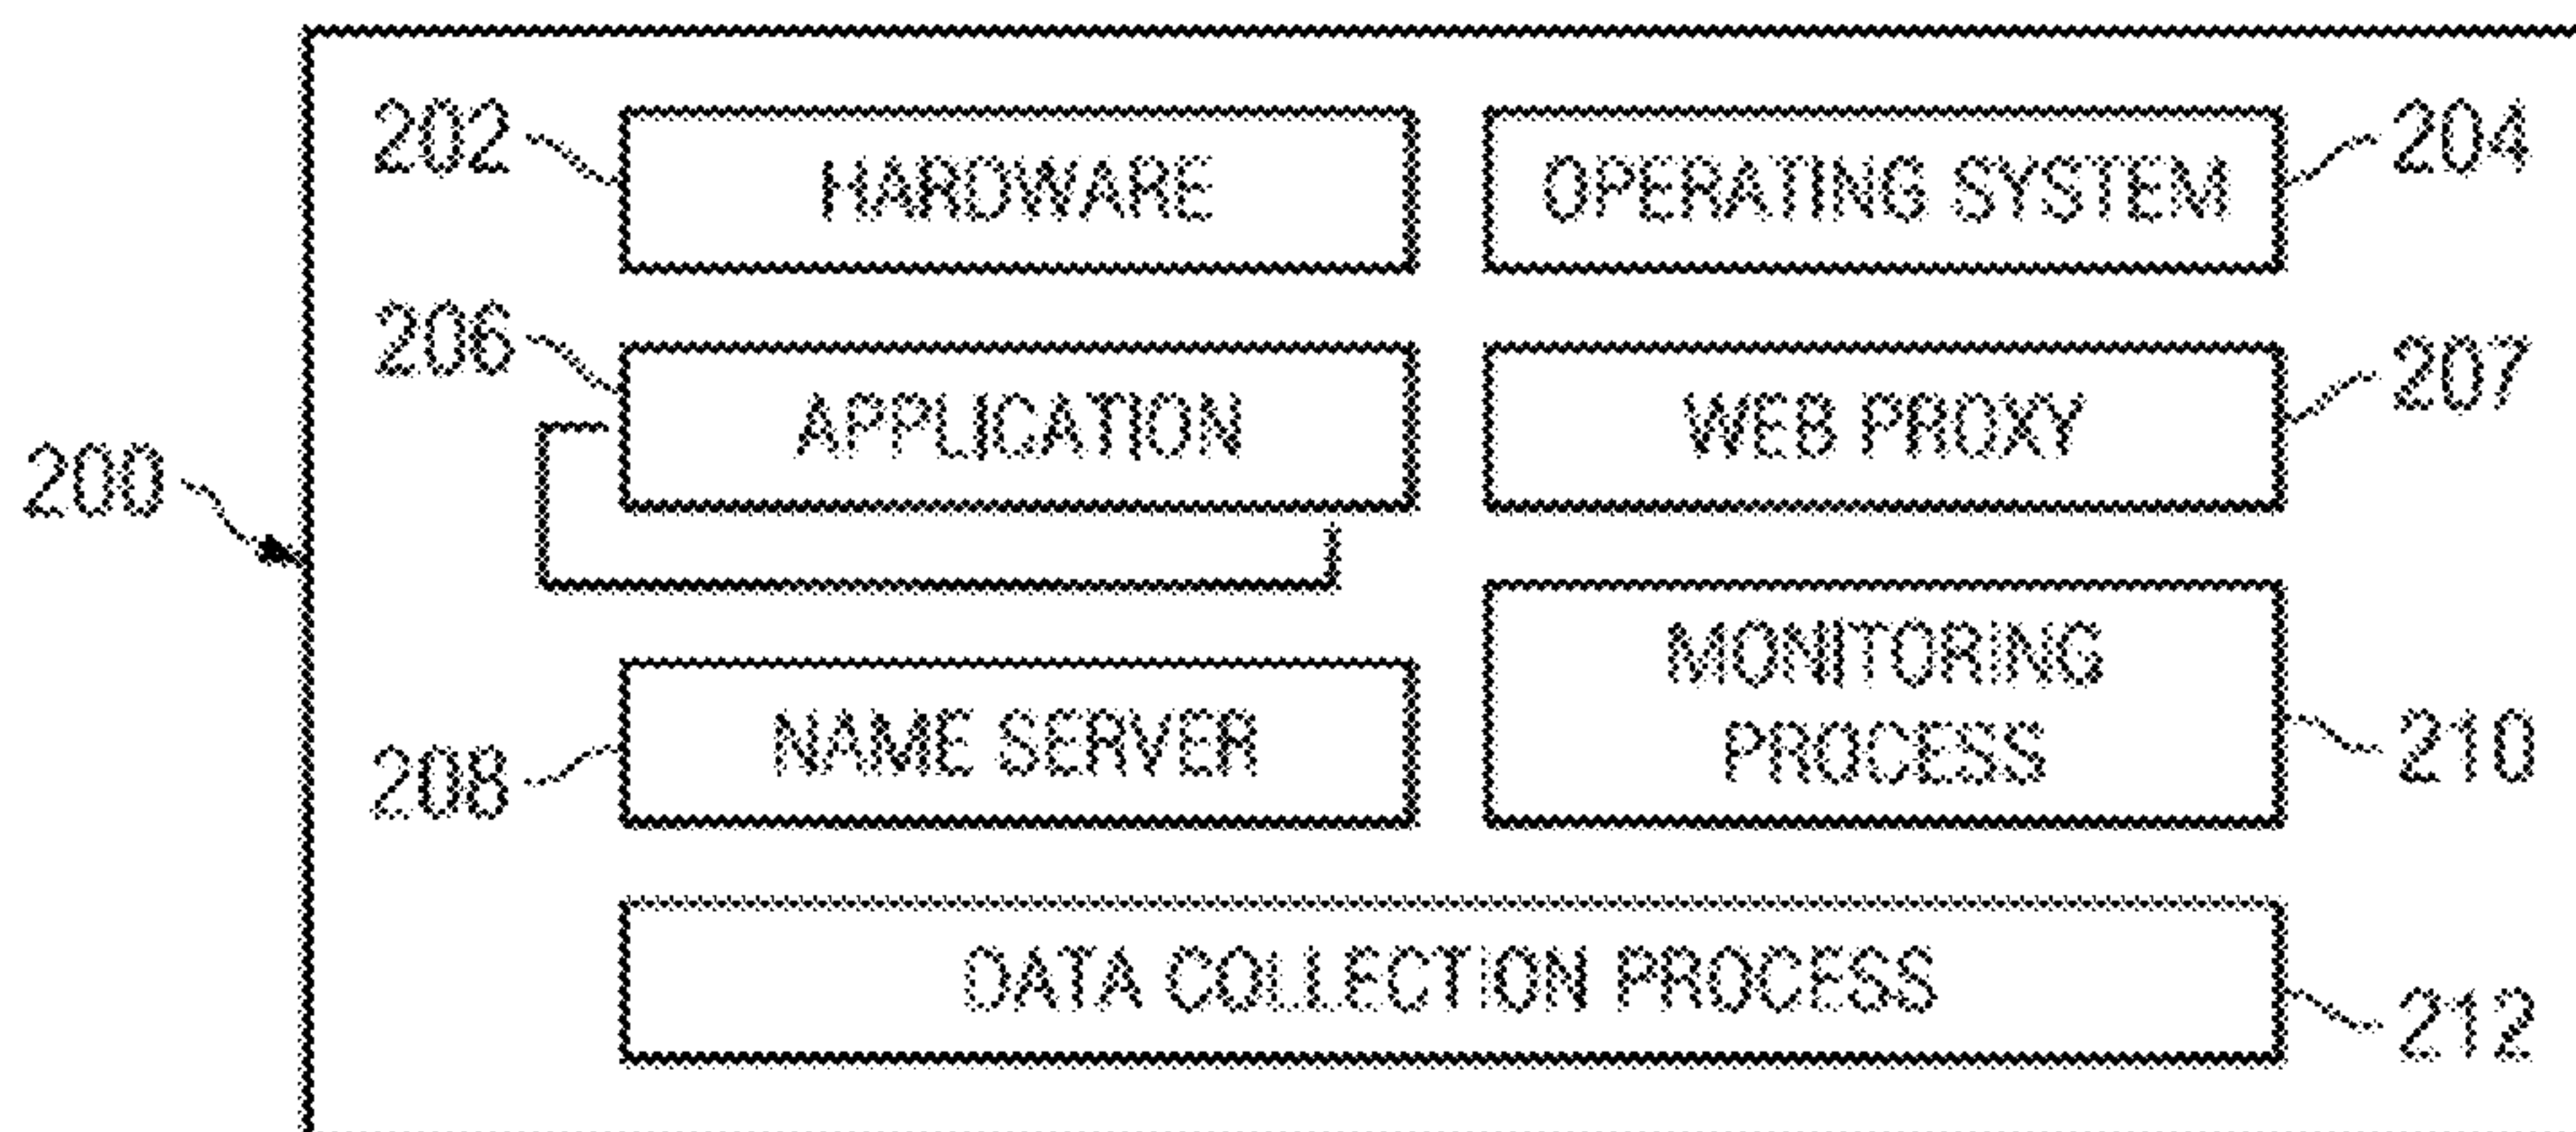 202 HARDWARE OPERATING SYSTEM 204
206 APPLICATION WEB PROXY 207
200
MONITORING
PROCESS
208 NAME SERVER 210
DATA COLLECTION PROCESS 212